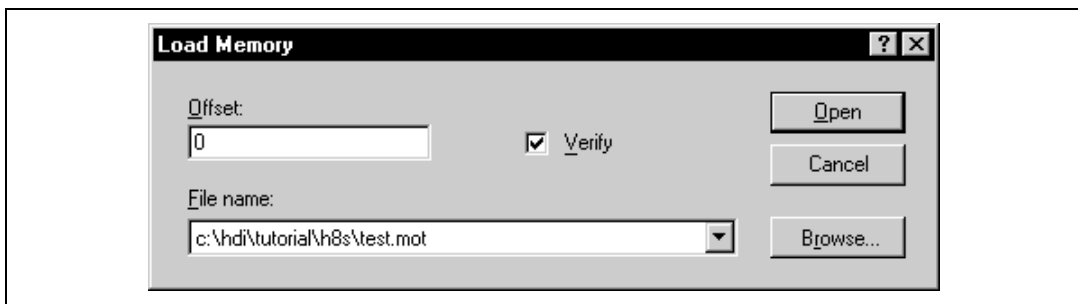 Load Memory
Offset:
0
Verify
Open
Cancel
File name:
c:\hdi\tutorial\h8s\test.mot
Browse...